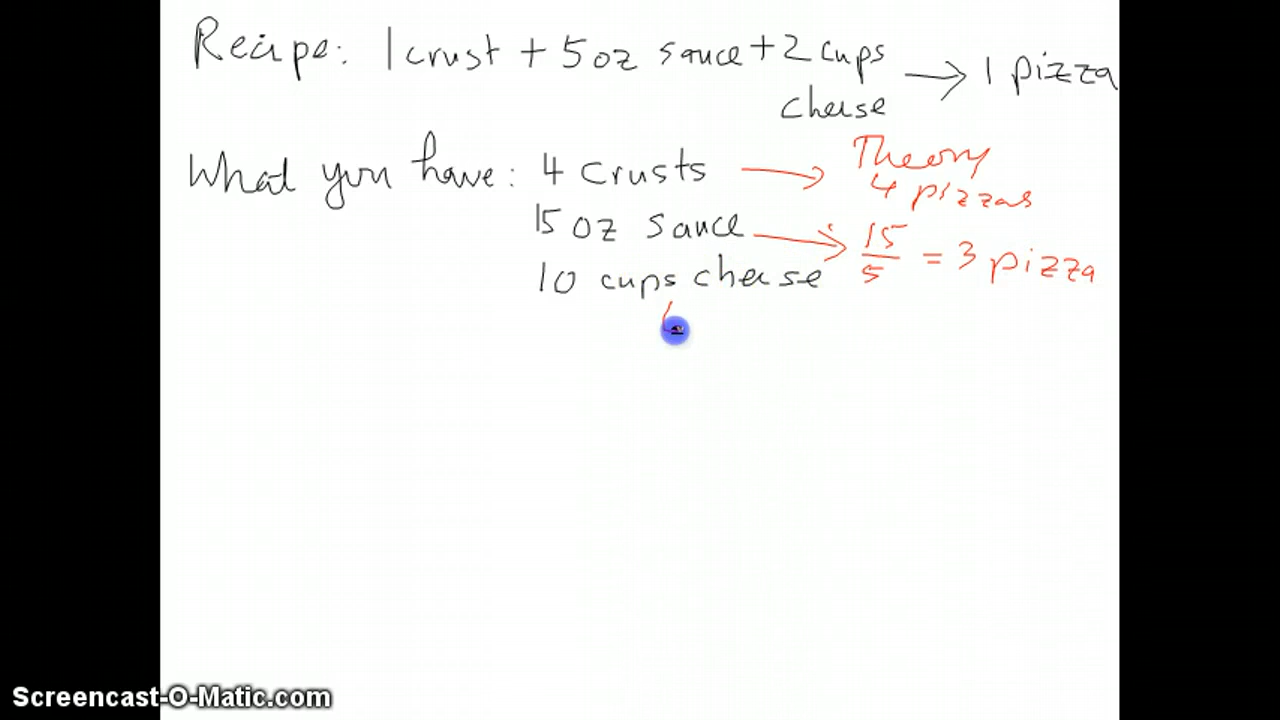 Recipe: 1 crust + 5 oz sauce + 2 cups cheese → 1 pizza
What you have: 4 crusts → Theory 4 pizzas
15 oz sauce → 15/5 = 3 pizza
10 cups cheese
Screencast-O-Matic.com